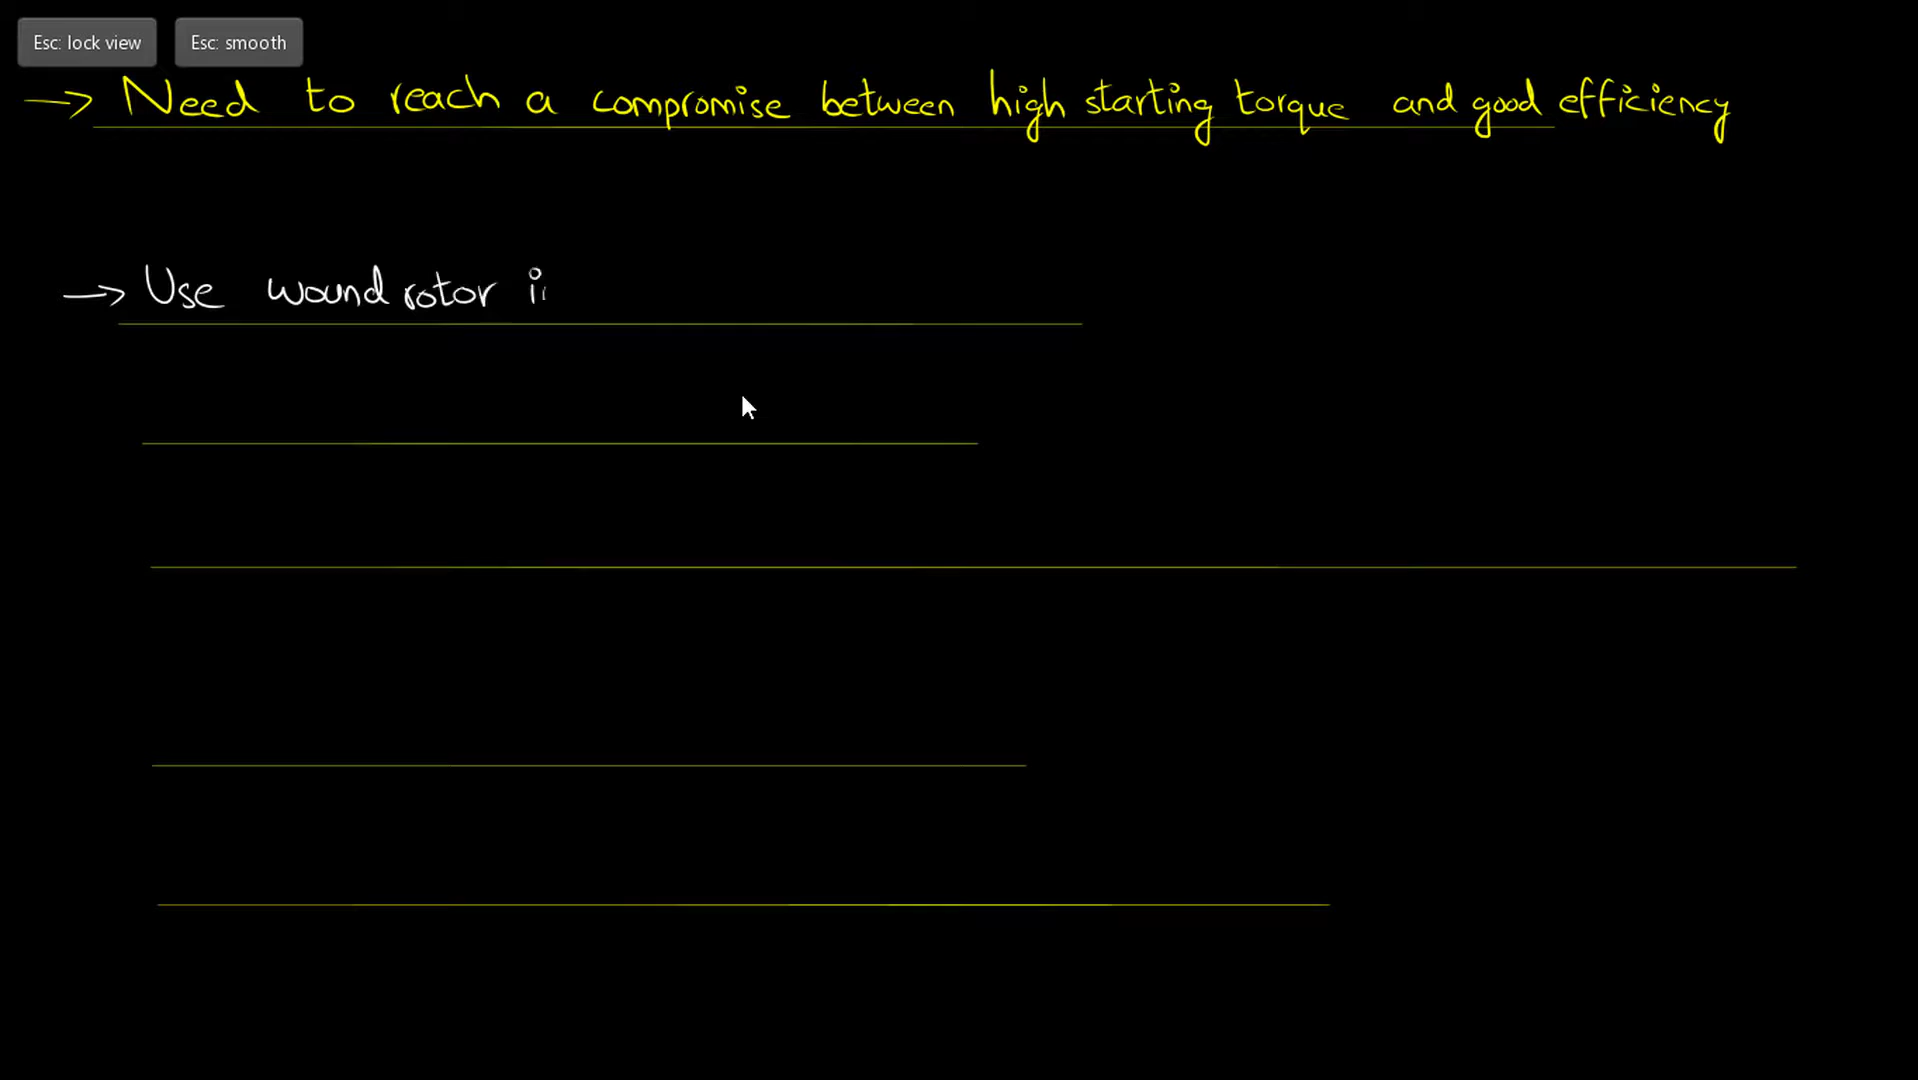 Esc: lock view Esc: smooth
→ Need to reach a compromise between high starting torque and good efficiency
→ Use wound rotor i